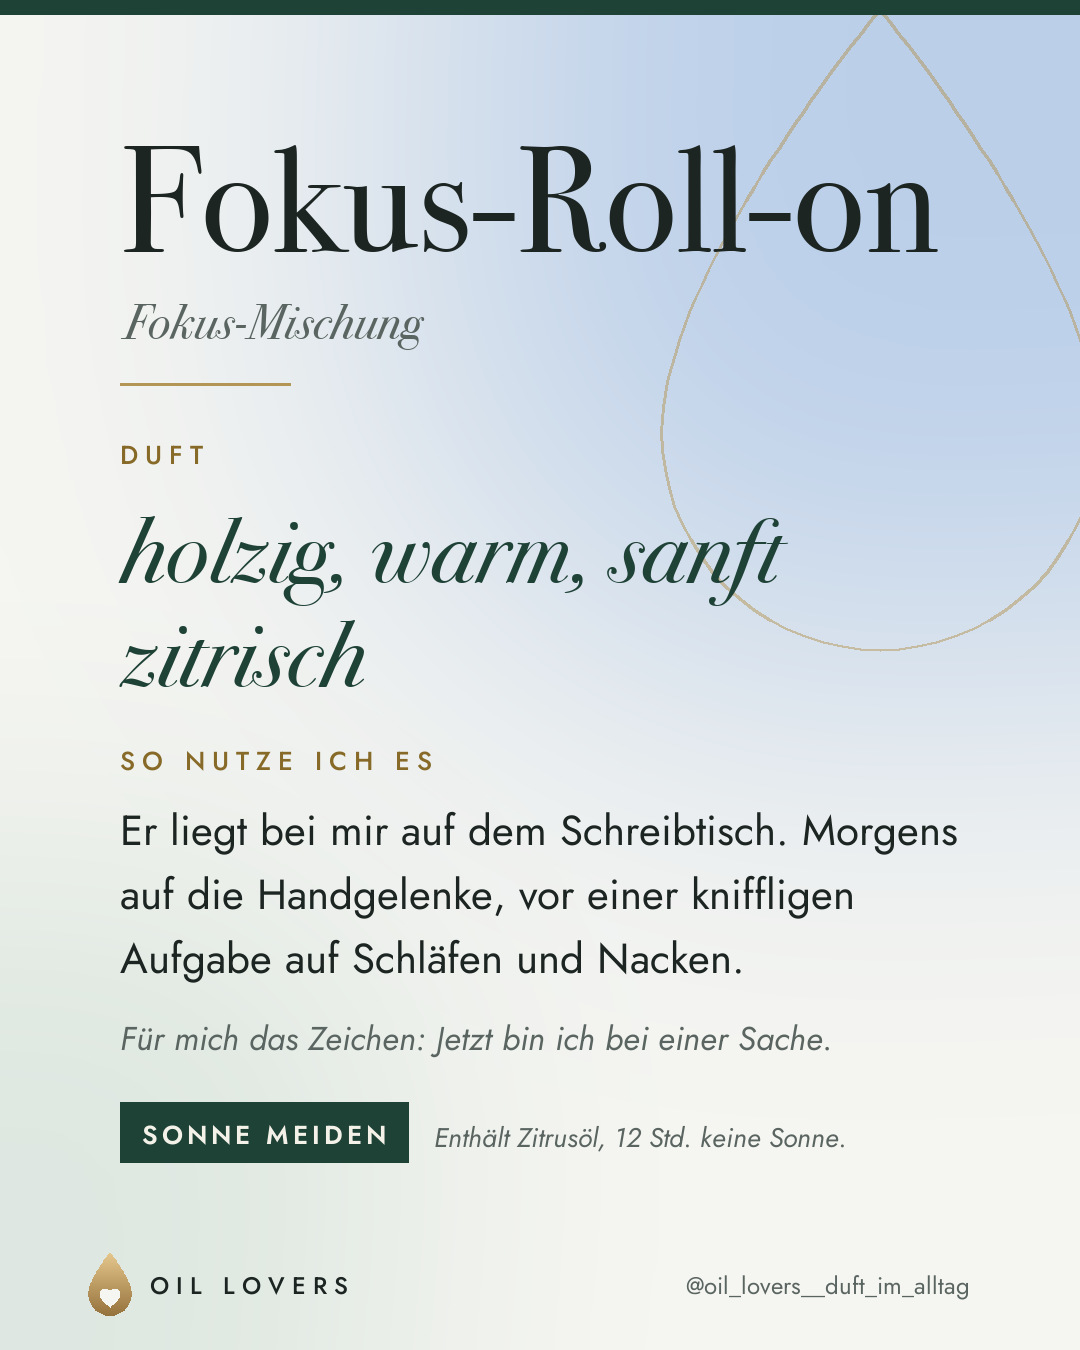 Fokus-Roll-on
Fokus-Mischung
DUFT
holzig, warm, sanft
zitrisch
SO NUTZE ICH ES
Er liegt bei mir auf dem Schreibtisch. Morgens
auf die Handgelenke, vor einer kniffligen
Aufgabe auf Schläfen und Nacken.
Für mich das Zeichen: Jetzt bin ich bei einer Sache.
SONNE MEIDEN Enthält Zitrusöl, 12 Std. keine Sonne.
OIL LOVERS @oil_lovers__duft_im_alltag